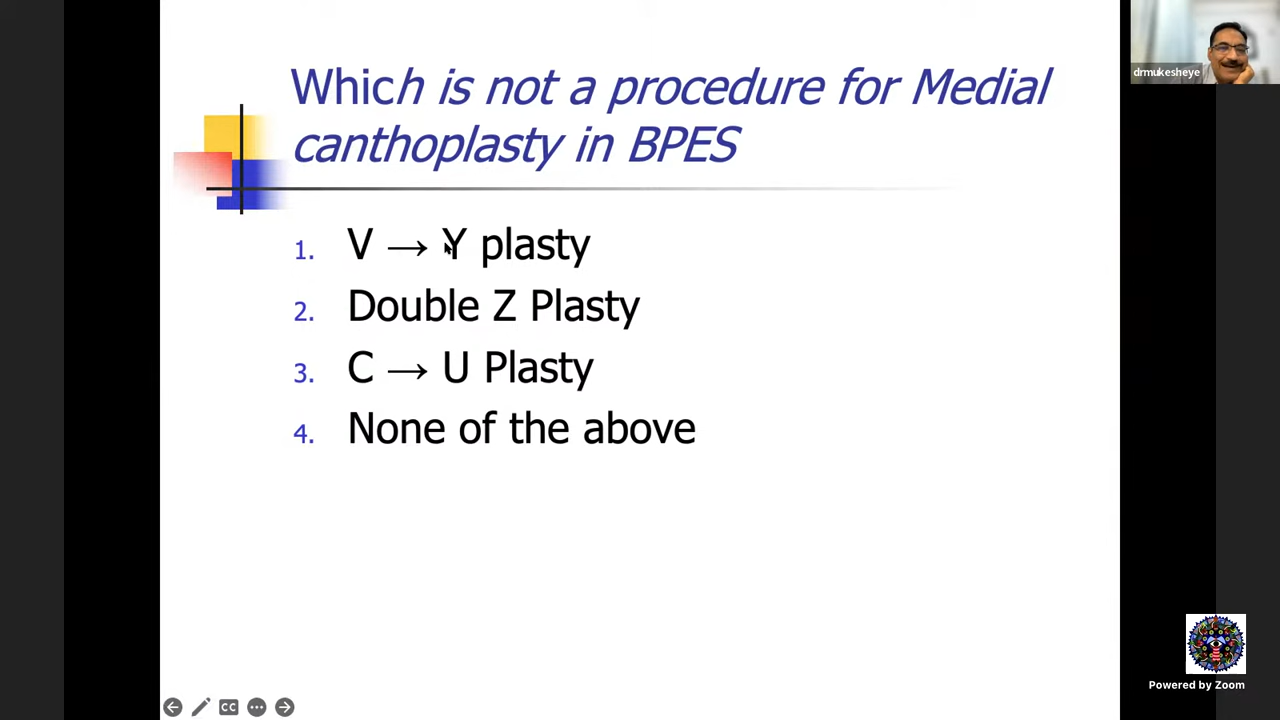 Which is not a procedure for Medial
canthoplasty in BPES
1. V → Y plasty
2. Double Z Plasty
3. C → U Plasty
4. None of the above
drmukesheye
CC
Powered by Zoom